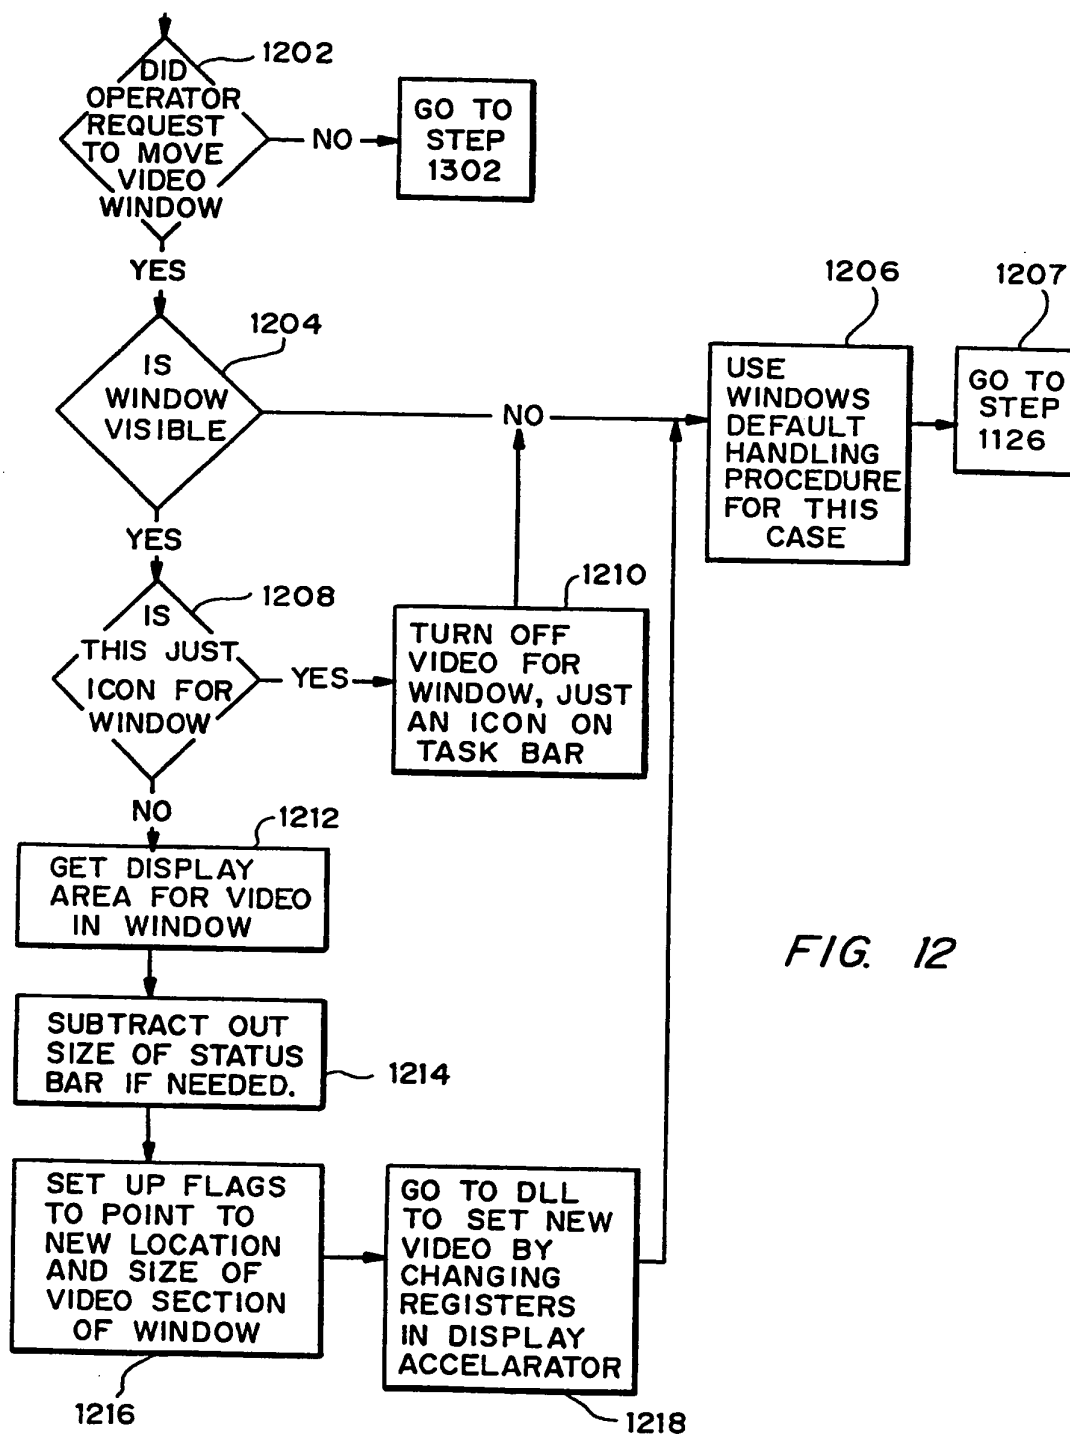 1202
DID
OPERATOR
REQUEST
TO MOVE
VIDEO
WINDOW
NO
GO TO
STEP
1302
YES
1204
IS
WINDOW
VISIBLE
NO
1206
USE
WINDOWS
DEFAULT
HANDLING
PROCEDURE
FOR THIS
CASE
1207
GO TO
STEP
1126
YES
1208
IS
THIS JUST
ICON FOR
WINDOW
YES
1210
TURN OFF
VIDEO FOR
WINDOW, JUST
AN ICON ON
TASK BAR
NO
1212
GET DISPLAY
AREA FOR VIDEO
IN WINDOW
FIG. 12
SUBTRACT OUT
SIZE OF STATUS
BAR IF NEEDED.
1214
SET UP FLAGS
TO POINT TO
NEW LOCATION
AND SIZE OF
VIDEO SECTION
OF WINDOW
1216
GO TO DLL
TO SET NEW
VIDEO BY
CHANGING
REGISTERS
IN DISPLAY
ACCELARATOR
1218